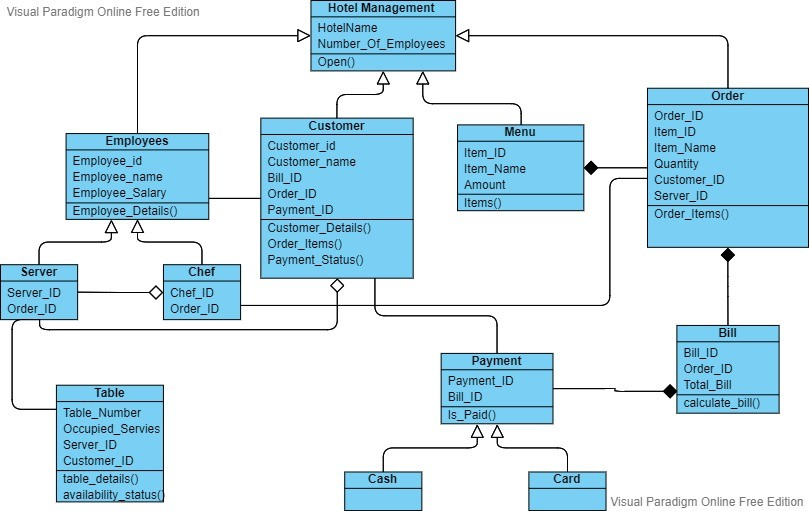 Visual Paradigm Online Free Edition
Hotel Management
HotelName
Number_Of_Employees
Open()
Employees
Employee_id
Employee_name
Employee_Salary
Employee_Details()
Customer
Customer_id
Customer_name
Bill_ID
Order_ID
Payment_ID
Customer_Details()
Order_Items()
Payment_Status()
Menu
Item_ID
Item_Name
Amount
Items()
Order
Order_ID
Item_ID
Item_Name
Quantity
Customer_ID
Server_ID
Order_Items()
Server
Server_ID
Order_ID
Chef
Chef_ID
Order_ID
Table
Table_Number
Occupied_Servies
Server_ID
Customer_ID
table_details()
availability_status()
Payment
Payment_ID
Bill_ID
Is_Paid()
Bill
Bill_ID
Order_ID
Total_Bill
calculate_bill()
Cash
Card
Visual Paradigm Online Free Edition